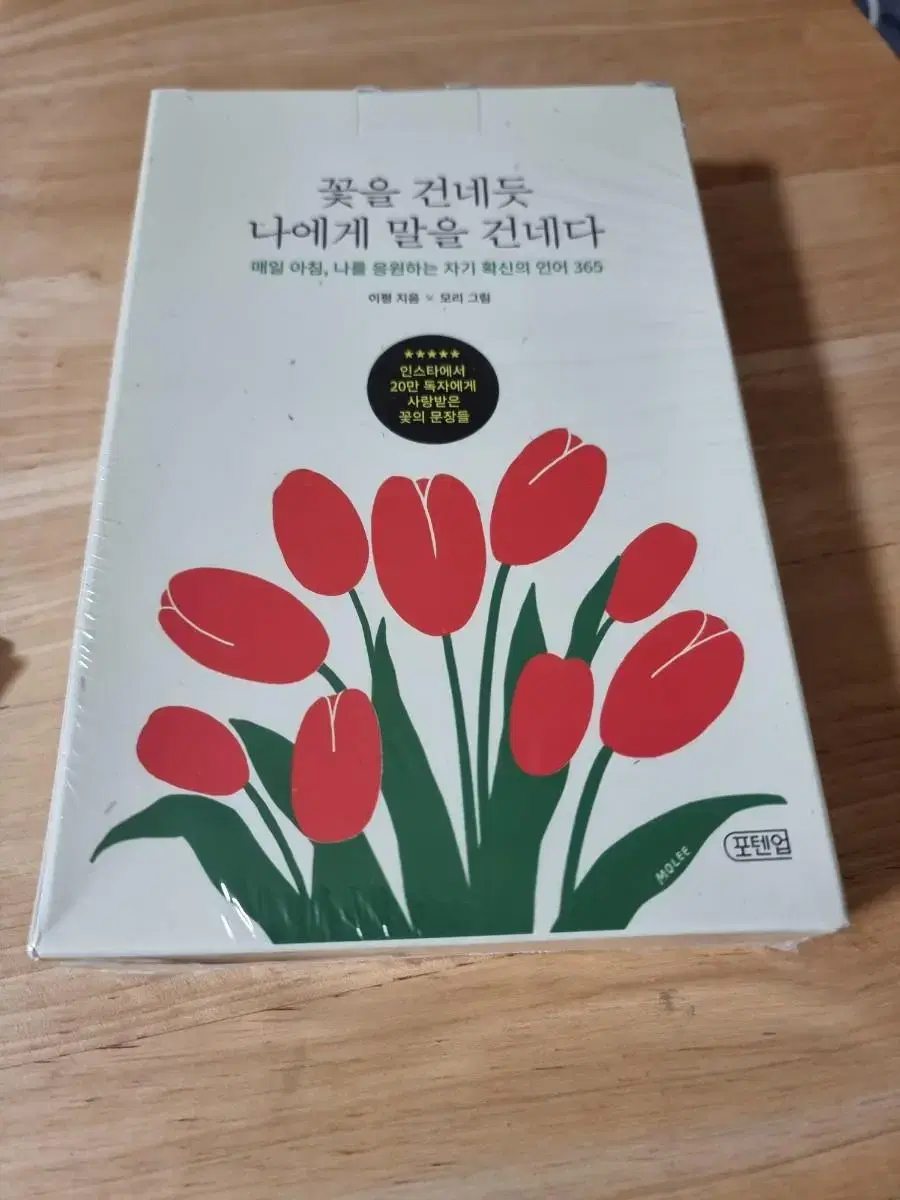 꽃을 건네듯
나에게 말을 건네다
매일 아침, 나를 응원하는 자기 확신의 언어 365
이평 지음 × 모리 그림
★★★★★
인스타에서
20만 독자에게
사랑받은
꽃의 문장들
MOLEE
포텐업